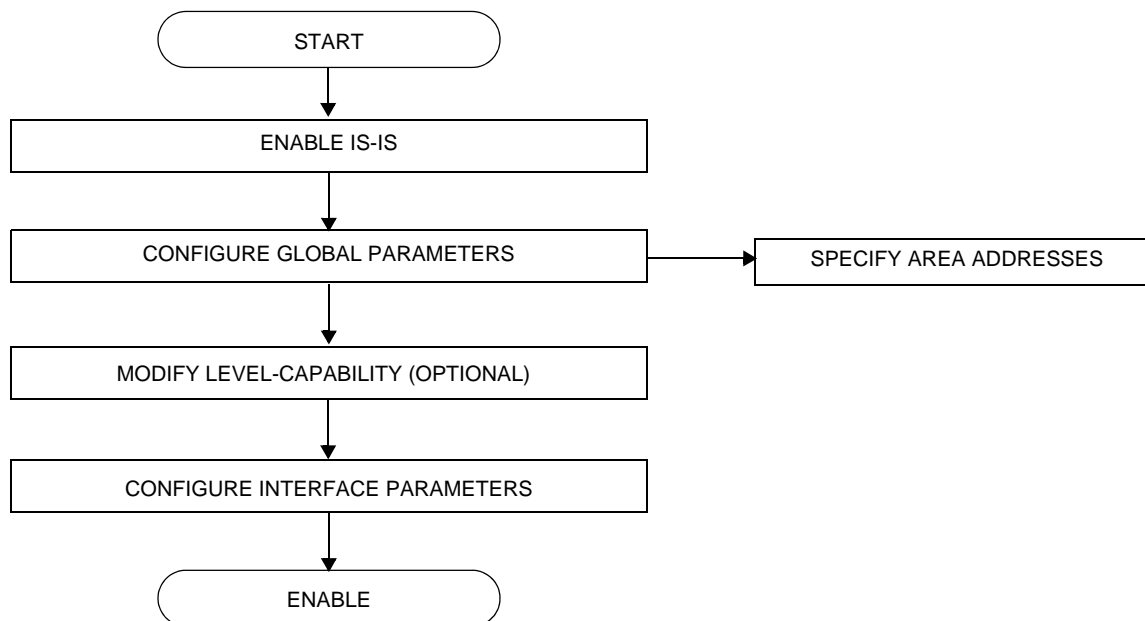 START
ENABLE IS-IS
CONFIGURE GLOBAL PARAMETERS
SPECIFY AREA ADDRESSES
MODIFY LEVEL-CAPABILITY (OPTIONAL)
CONFIGURE INTERFACE PARAMETERS
ENABLE